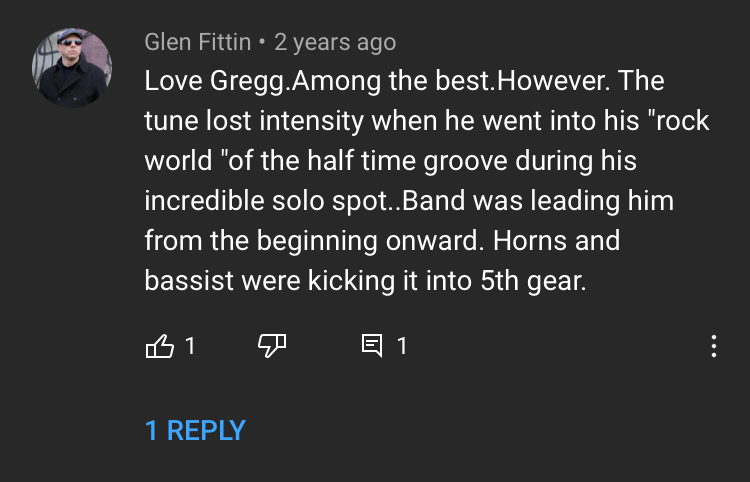 Glen Fittin • 2 years ago
Love Gregg.Among the best.However. The
tune lost intensity when he went into his "rock
world "of the half time groove during his
incredible solo spot..Band was leading him
from the beginning onward. Horns and
bassist were kicking it into 5th gear.
1 1
1 REPLY